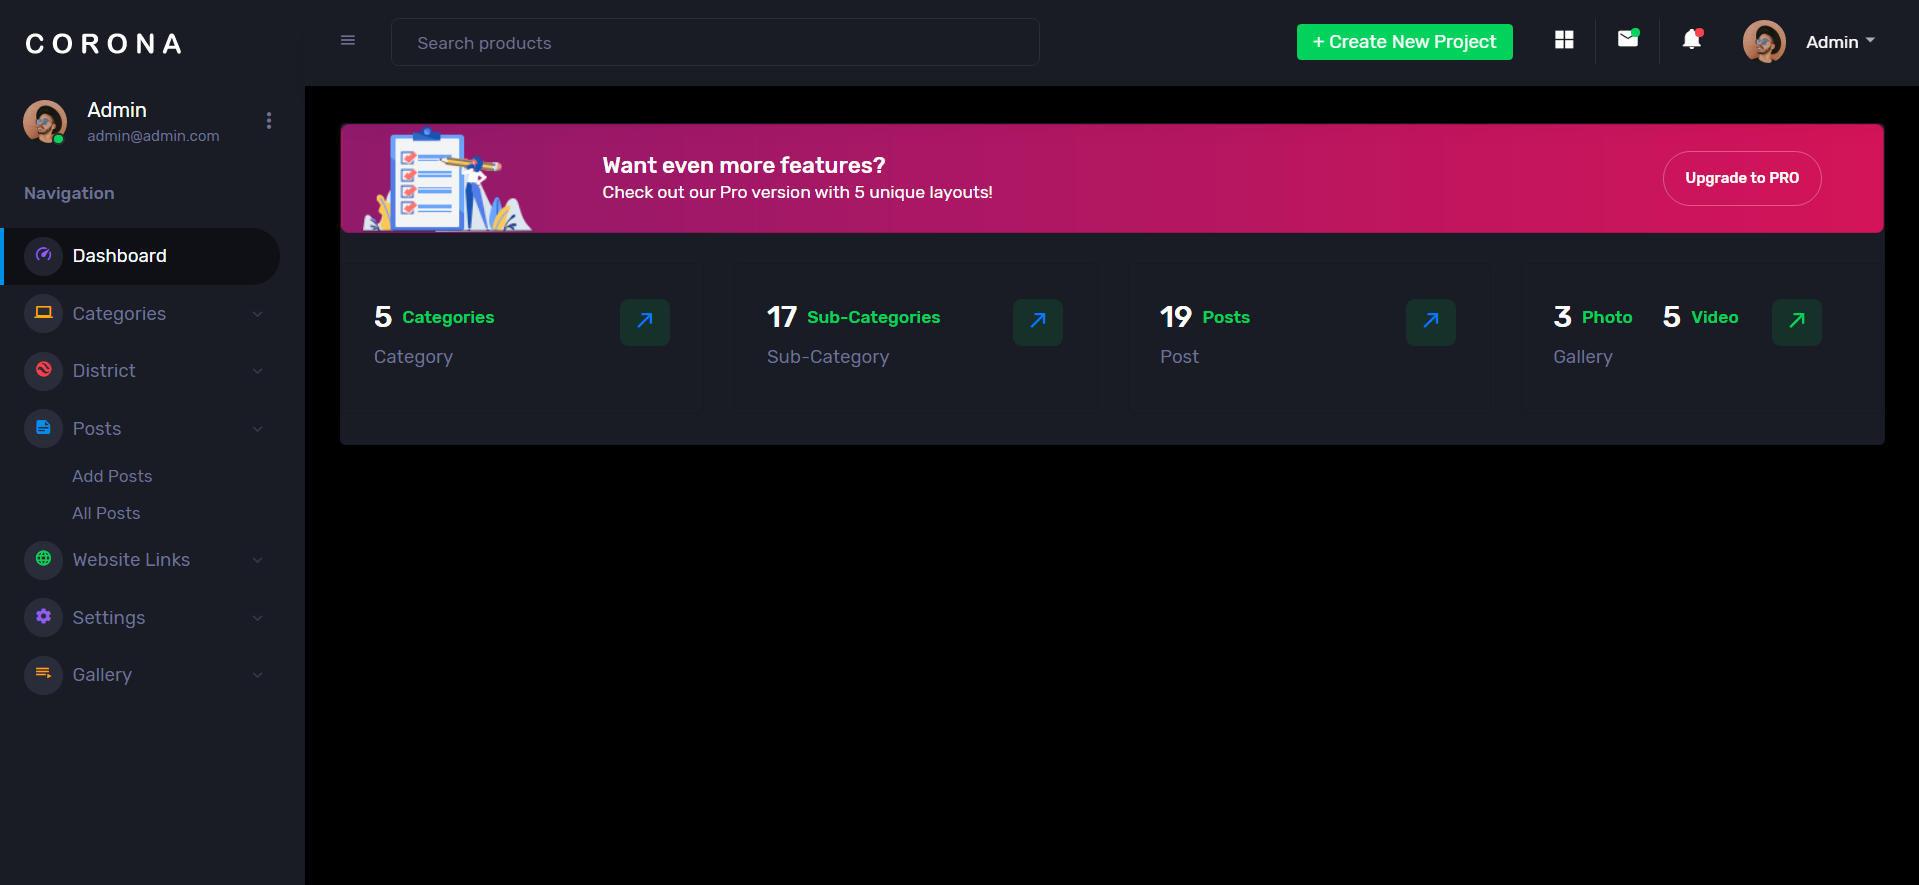 CORONA
Search products
+ Create New Project
Admin
Admin
admin@admin.com
Navigation
Dashboard
Categories
District
Posts
Add Posts
All Posts
Website Links
Settings
Gallery
Want even more features?
Check out our Pro version with 5 unique layouts!
Upgrade to PRO
5 Categories
Category
17 Sub-Categories
Sub-Category
19 Posts
Post
3 Photo 5 Video
Gallery